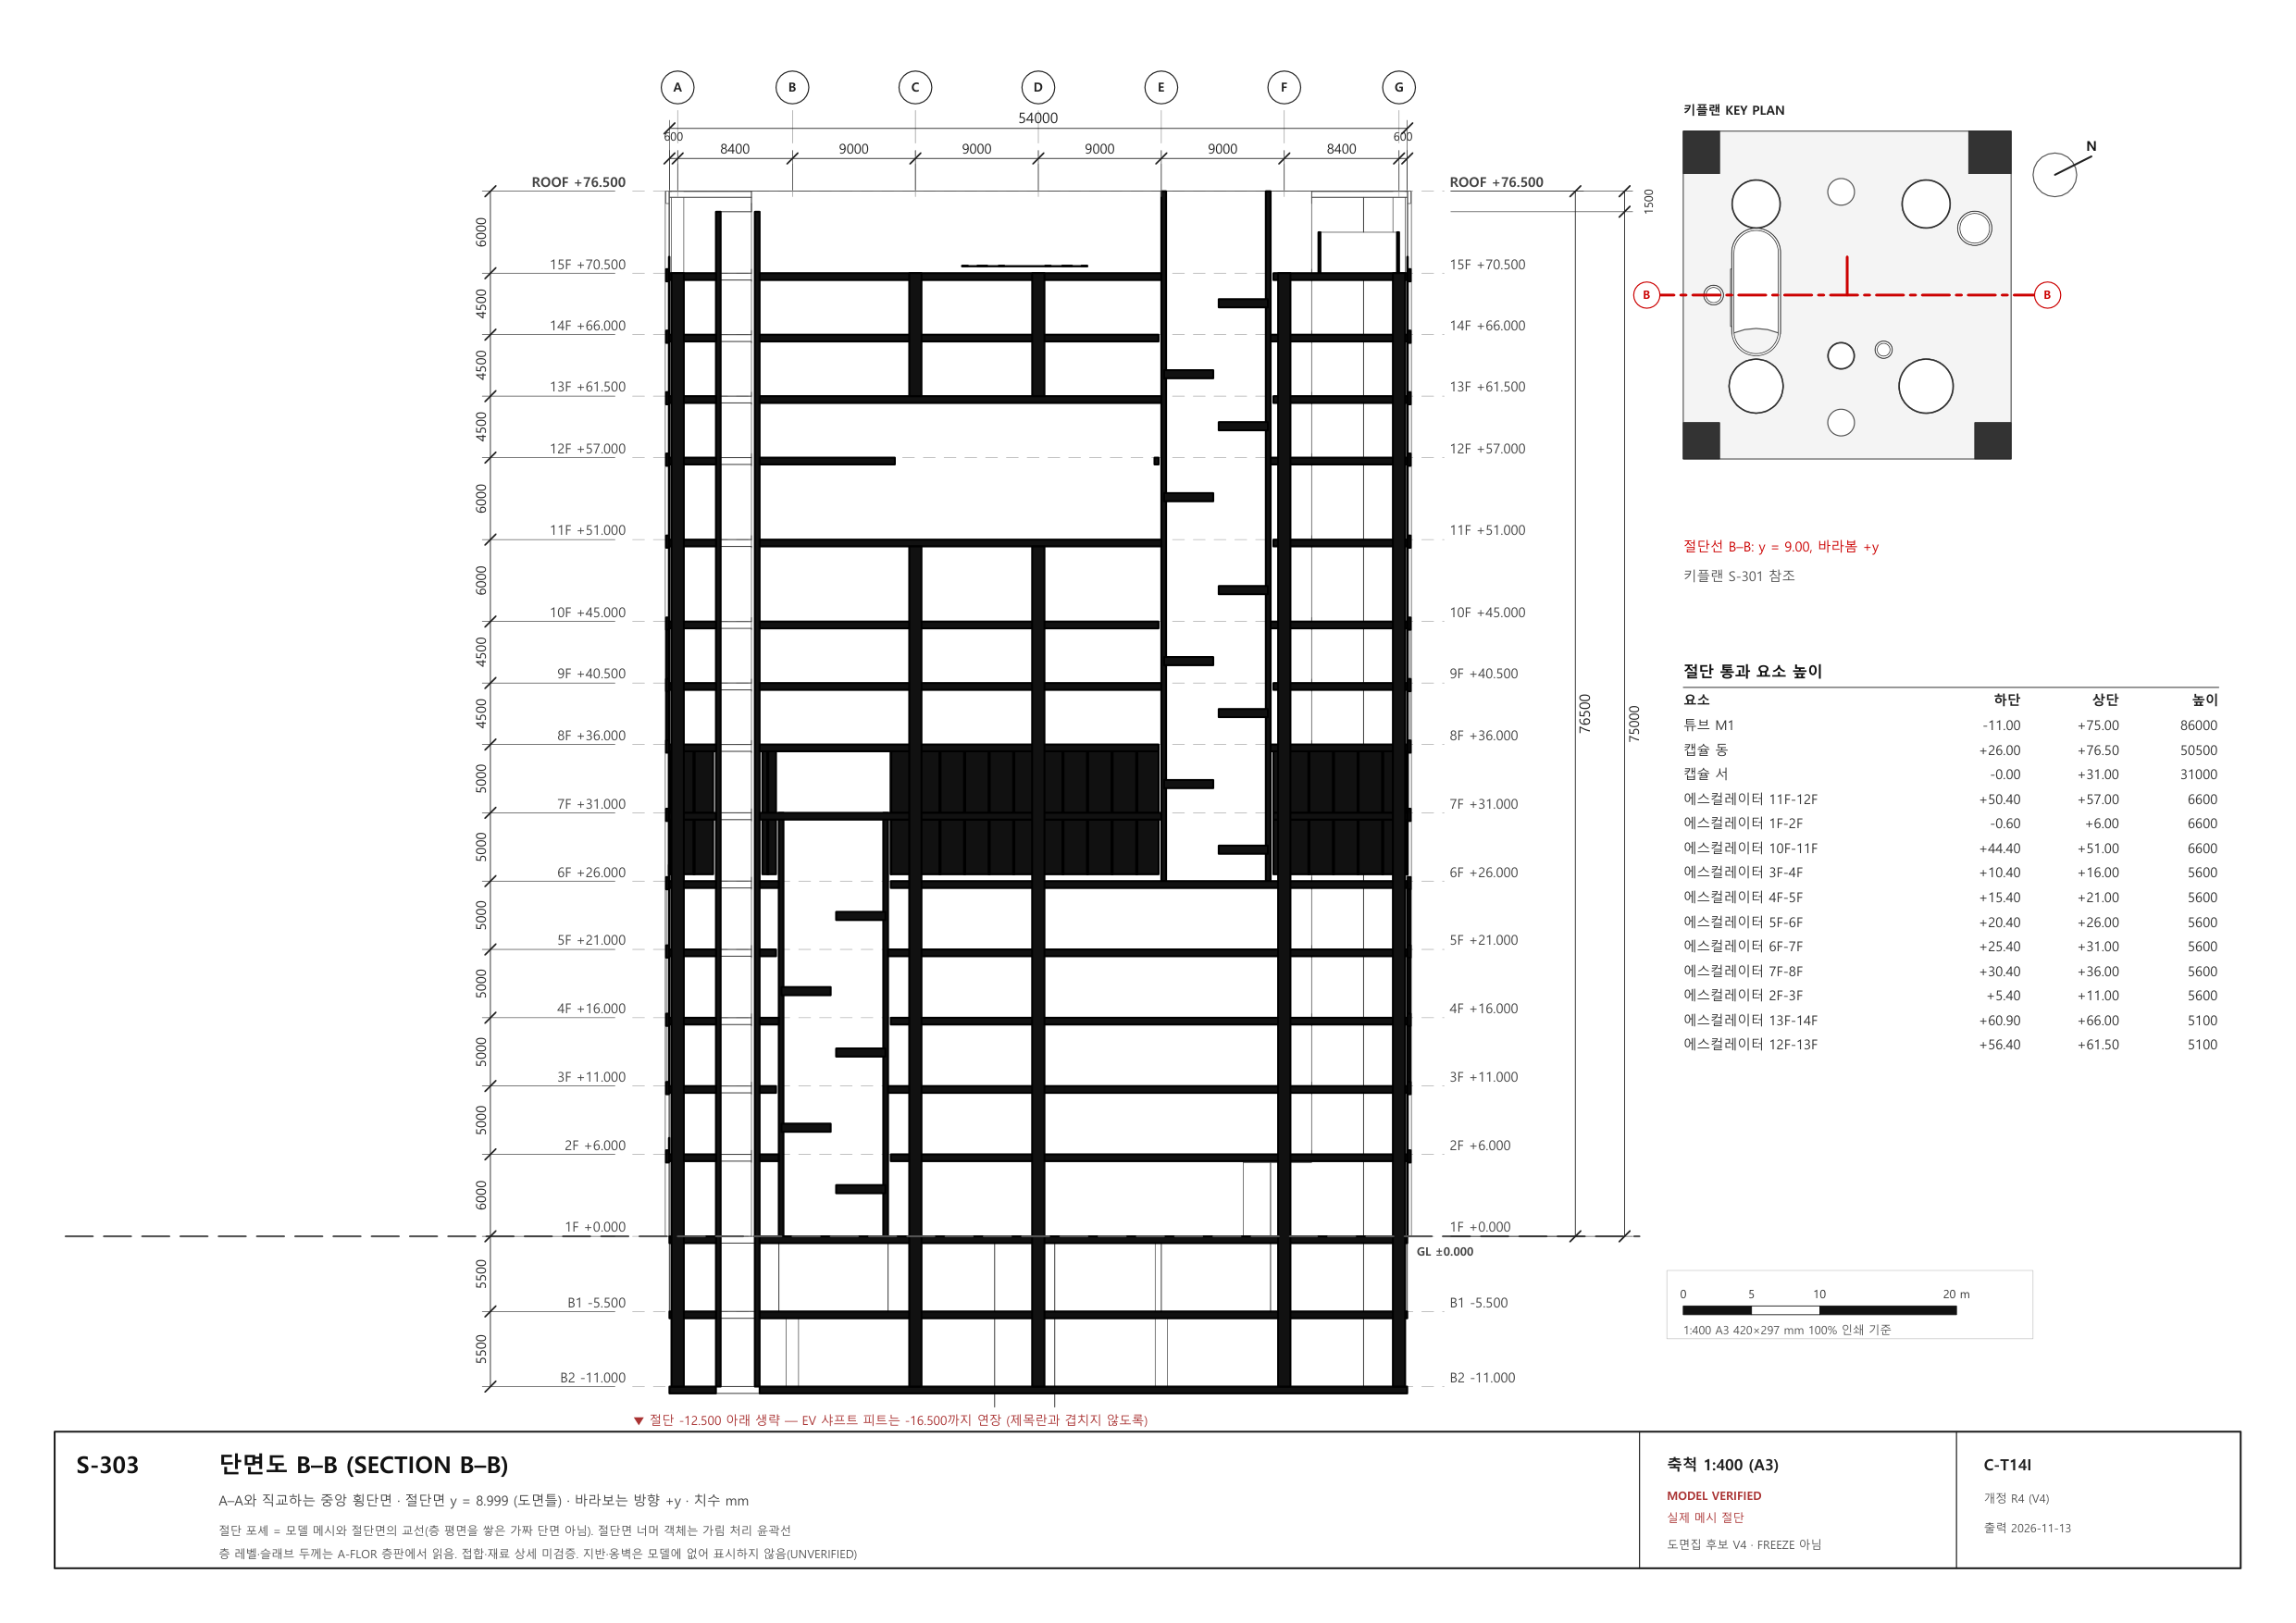 A B C D E F G
54000
600 600
8400 9000 9000 9000 9000 8400
ROOF +76.500
15F +70.500
14F +66.000
13F +61.500
12F +57.000
11F +51.000
10F +45.000
9F +40.500
8F +36.000
7F +31.000
6F +26.000
5F +21.000
4F +16.000
3F +11.000
2F +6.000
1F +0.000
B1 -5.500
B2 -11.000
6000
4500
4500
4500
6000
6000
4500
4500
5000
5000
5000
5000
5000
5000
6000
5500
5500
ROOF +76.500
15F +70.500
14F +66.000
13F +61.500
12F +57.000
11F +51.000
10F +45.000
9F +40.500
8F +36.000
7F +31.000
6F +26.000
5F +21.000
4F +16.000
3F +11.000
2F +6.000
1F +0.000
GL ±0.000
B1 -5.500
B2 -11.000
76500
1500
75000
▼ 절단 -12.500 아래 생략 — EV 샤프트 피트는 -16.500까지 연장 (제목란과 겹치지 않도록)
키플랜 KEY PLAN
N
B B
절단선 B–B: y = 9.00, 바라봄 +y
키플랜 S-301 참조
절단 통과 요소 높이
요소 하단 상단 높이
튜브 M1 -11.00 +75.00 86000
캡슐 동 +26.00 +76.50 50500
캡슐 서 -0.00 +31.00 31000
에스컬레이터 11F-12F +50.40 +57.00 6600
에스컬레이터 1F-2F -0.60 +6.00 6600
에스컬레이터 10F-11F +44.40 +51.00 6600
에스컬레이터 3F-4F +10.40 +16.00 5600
에스컬레이터 4F-5F +15.40 +21.00 5600
에스컬레이터 5F-6F +20.40 +26.00 5600
에스컬레이터 6F-7F +25.40 +31.00 5600
에스컬레이터 7F-8F +30.40 +36.00 5600
에스컬레이터 2F-3F +5.40 +11.00 5600
에스컬레이터 13F-14F +60.90 +66.00 5100
에스컬레이터 12F-13F +56.40 +61.50 5100
0 5 10 20 m
1:400 A3 420×297 mm 100% 인쇄 기준
S-303
단면도 B–B (SECTION B–B)
A–A와 직교하는 중앙 횡단면 · 절단면 y = 8.999 (도면틀) · 바라보는 방향 +y · 치수 mm
절단 포셰 = 모델 메시와 절단면의 교선(층 평면을 쌓은 가짜 단면 아님). 절단면 너머 객체는 가림 처리 윤곽선
층 레벨·슬래브 두께는 A-FLOR 층판에서 읽음. 접합·재료 상세 미검증. 지반·옹벽은 모델에 없어 표시하지 않음(UNVERIFIED)
축척 1:400 (A3)
MODEL VERIFIED
실제 메시 절단
도면집 후보 V4 · FREEZE 아님
C-T14I
개정 R4 (V4)
출력 2026-11-13